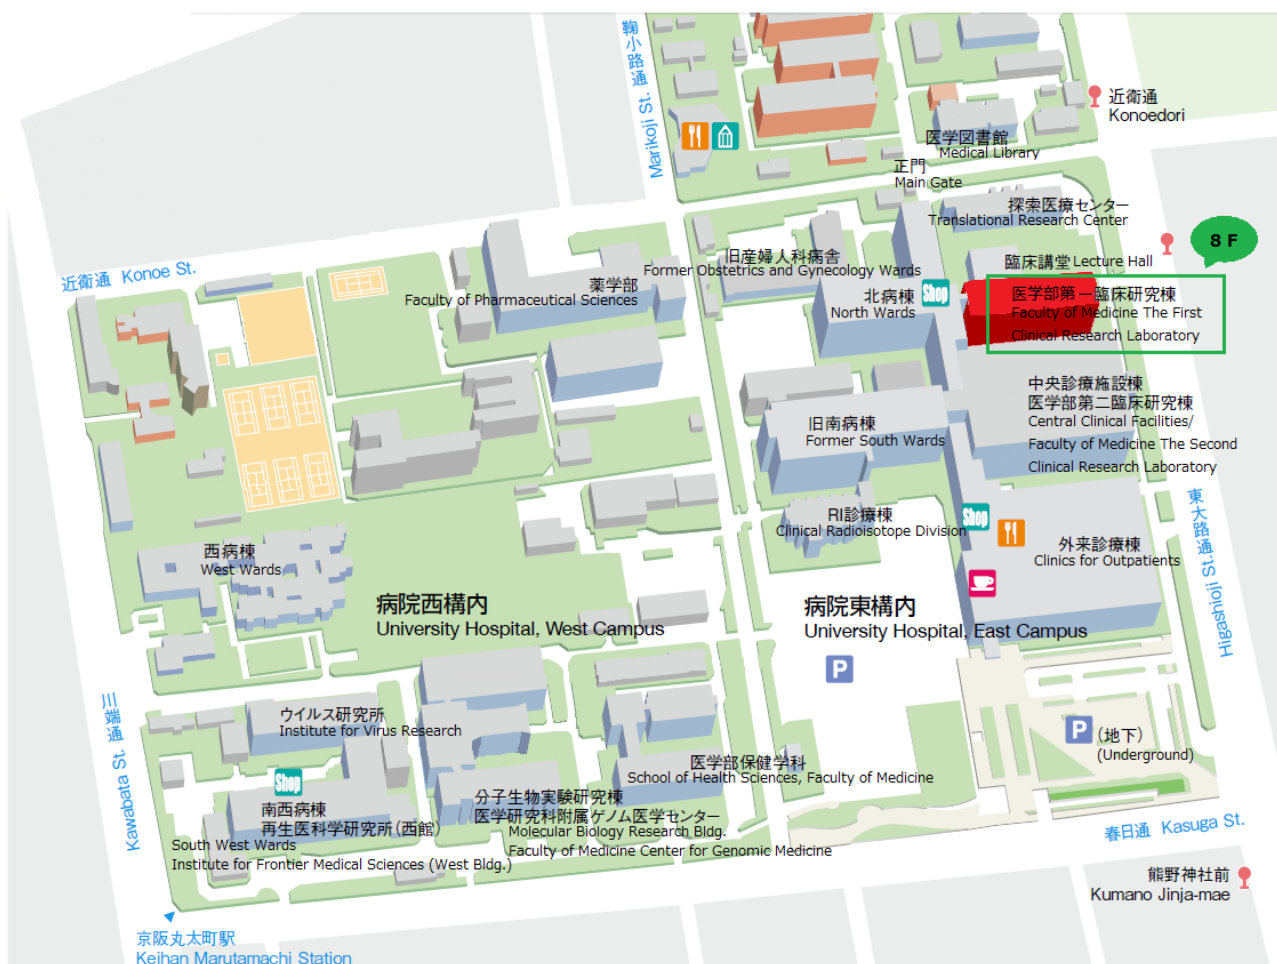 鞠小路通
Marikoji St.
近衛通
Konoedori
医学図書館
Medical Library
正門
Main Gate
探索医療センター
Translational Research Center
8 F
旧産婦人科病舎
Former Obstetrics and Gynecology Wards
臨床講堂 Lecture Hall
近衛通 Konoe St.
薬学部
Faculty of Pharmaceutical Sciences
北病棟
North Wards
Shop
医学部第一臨床研究棟
Faculty of Medicine The First
Clinical Research Laboratory
中央診療施設棟
医学部第二臨床研究棟
Central Clinical Facilities/
Faculty of Medicine The Second
Clinical Research Laboratory
旧南病棟
Former South Wards
RI診療棟
Clinical Radioisotope Division
Shop
東大路通
Higashioji St.
外来診療棟
Clinics for Outpatients
西病棟
West Wards
病院西構内
University Hospital, West Campus
病院東構内
University Hospital, East Campus
P
川端通
Kawabata St.
ウイルス研究所
Institute for Virus Research
P
(地下)
(Underground)
Shop
医学部保健学科
School of Health Sciences, Faculty of Medicine
南西病棟
再生医科学研究所(西館)
South West Wards
Institute for Frontier Medical Sciences (West Bldg.)
分子生物実験研究棟
医学研究科附属ゲノム医学センター
Molecular Biology Research Bldg.
Faculty of Medicine Center for Genomic Medicine
春日通 Kasuga St.
熊野神社前
Kumano Jinja-mae
京阪丸太町駅
Keihan Marutamachi Station